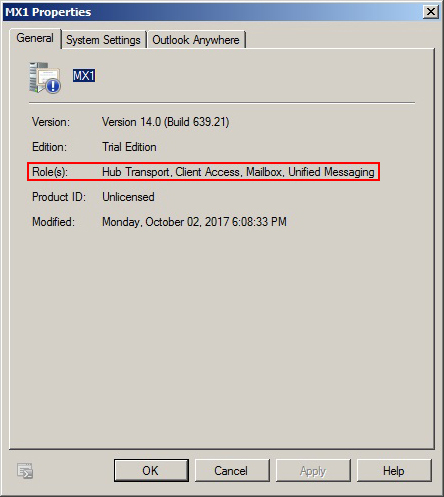 MX1 Properties
General System Settings Outlook Anywhere
MX1
Version: Version 14.0 (Build 639.21)
Edition: Trial Edition
Role(s): Hub Transport, Client Access, Mailbox, Unified Messaging
Product ID: Unlicensed
Modified: Monday, October 02, 2017 6:08:33 PM
OK Cancel Apply Help